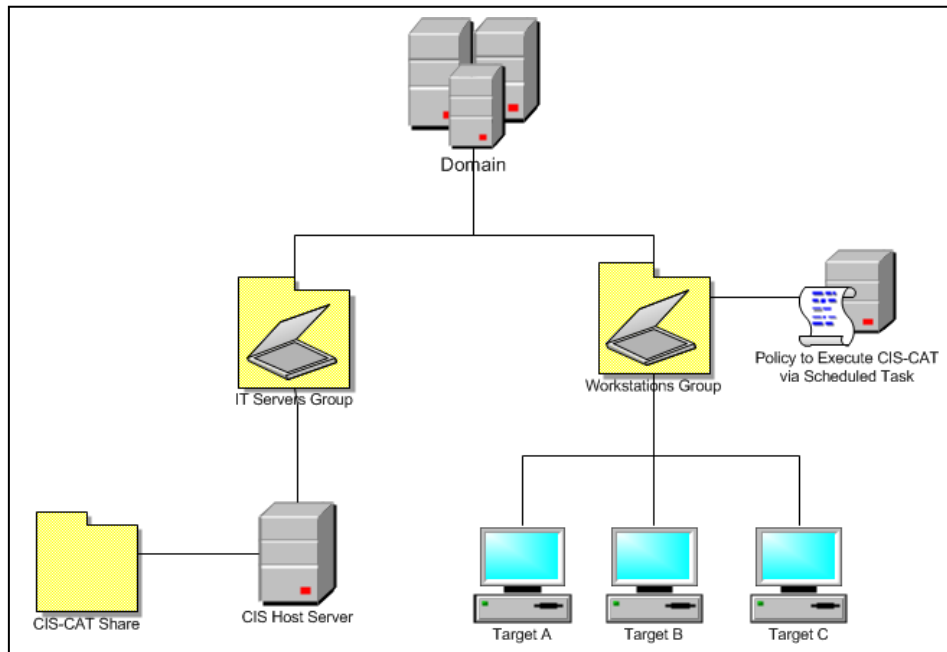 Domain
IT Servers Group
Workstations Group
Policy to Execute CIS-CAT
via Scheduled Task
CIS-CAT Share
CIS Host Server
Target A
Target B
Target C